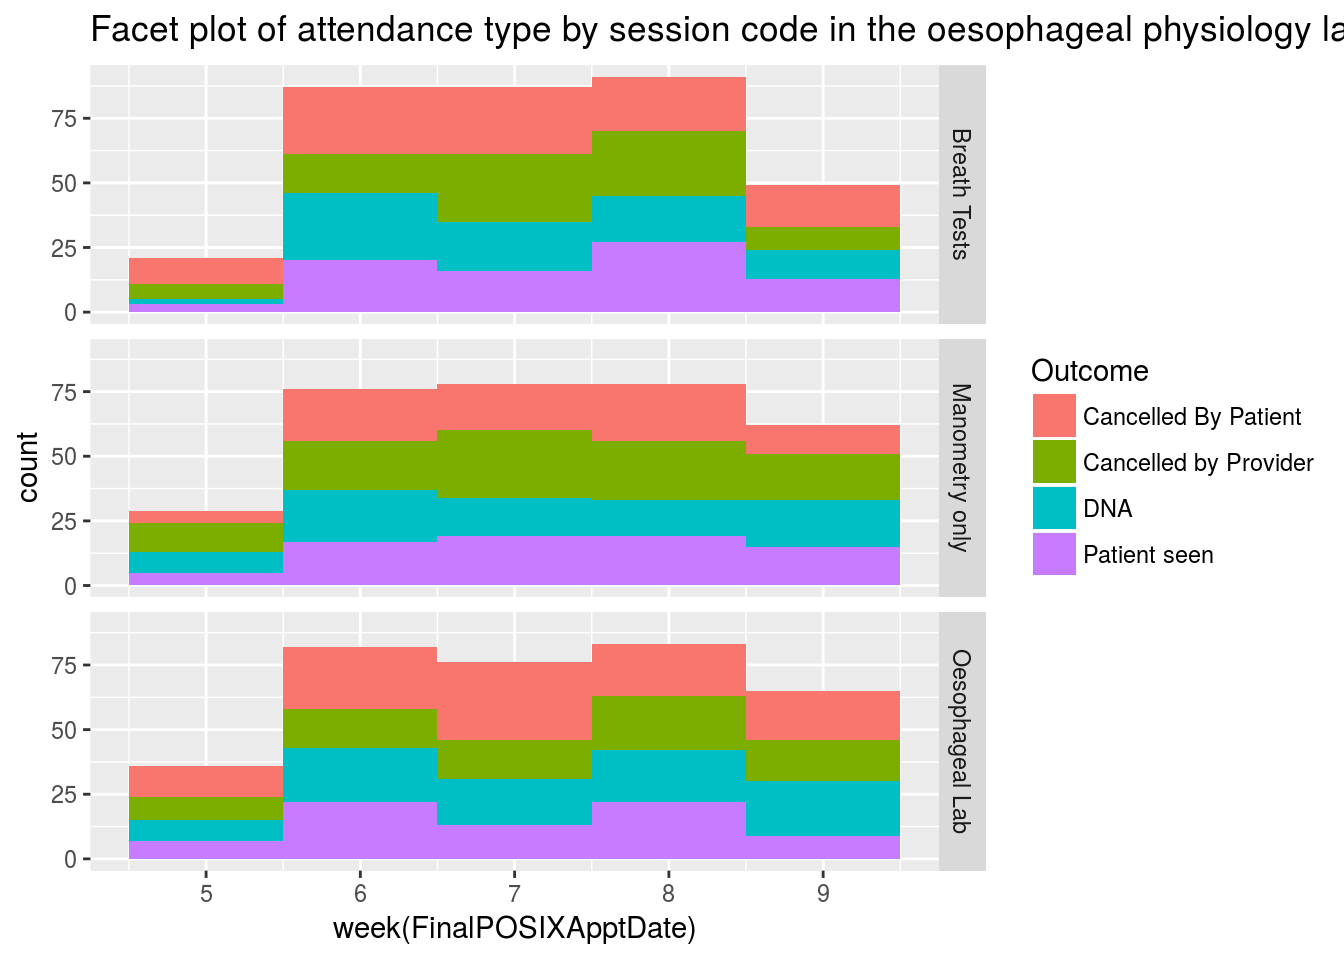 Facet plot of attendance type by session code in the oesophageal physiology la
75
50
25
0
Breath Tests
75
50
25
0
Manometry only
75
50
25
0
Oesophageal Lab
count
5 6 7 8 9
week(FinalPOSIXApptDate)
Outcome
Cancelled By Patient
Cancelled by Provider
DNA
Patient seen